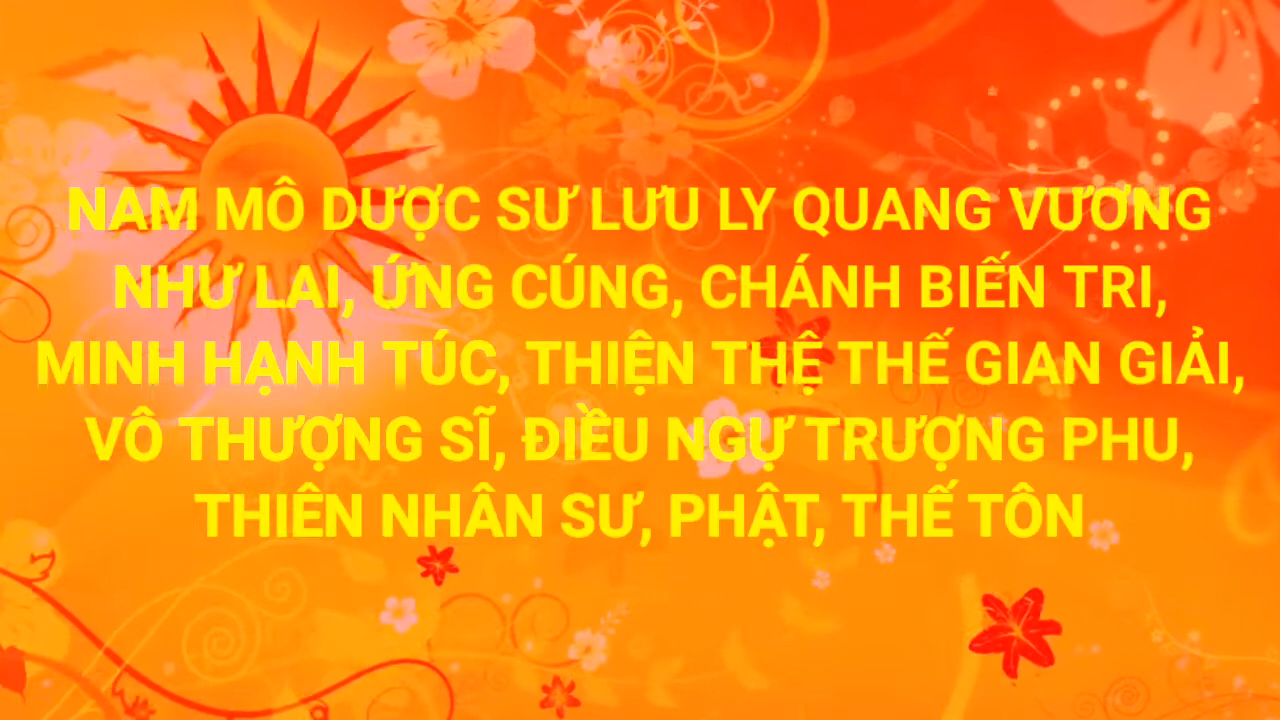 NAM MÔ DƯỢC SƯ LƯU LY QUANG VƯƠNG
NHƯ LAI, ỨNG CÚNG, CHÁNH BIẾN TRI,
MINH HẠNH TÚC, THIỆN THỆ THẾ GIAN GIẢI,
VÔ THƯỢNG SĨ, ĐIỀU NGỰ TRƯỢNG PHU,
THIÊN NHÂN SƯ, PHẬT, THẾ TÔN